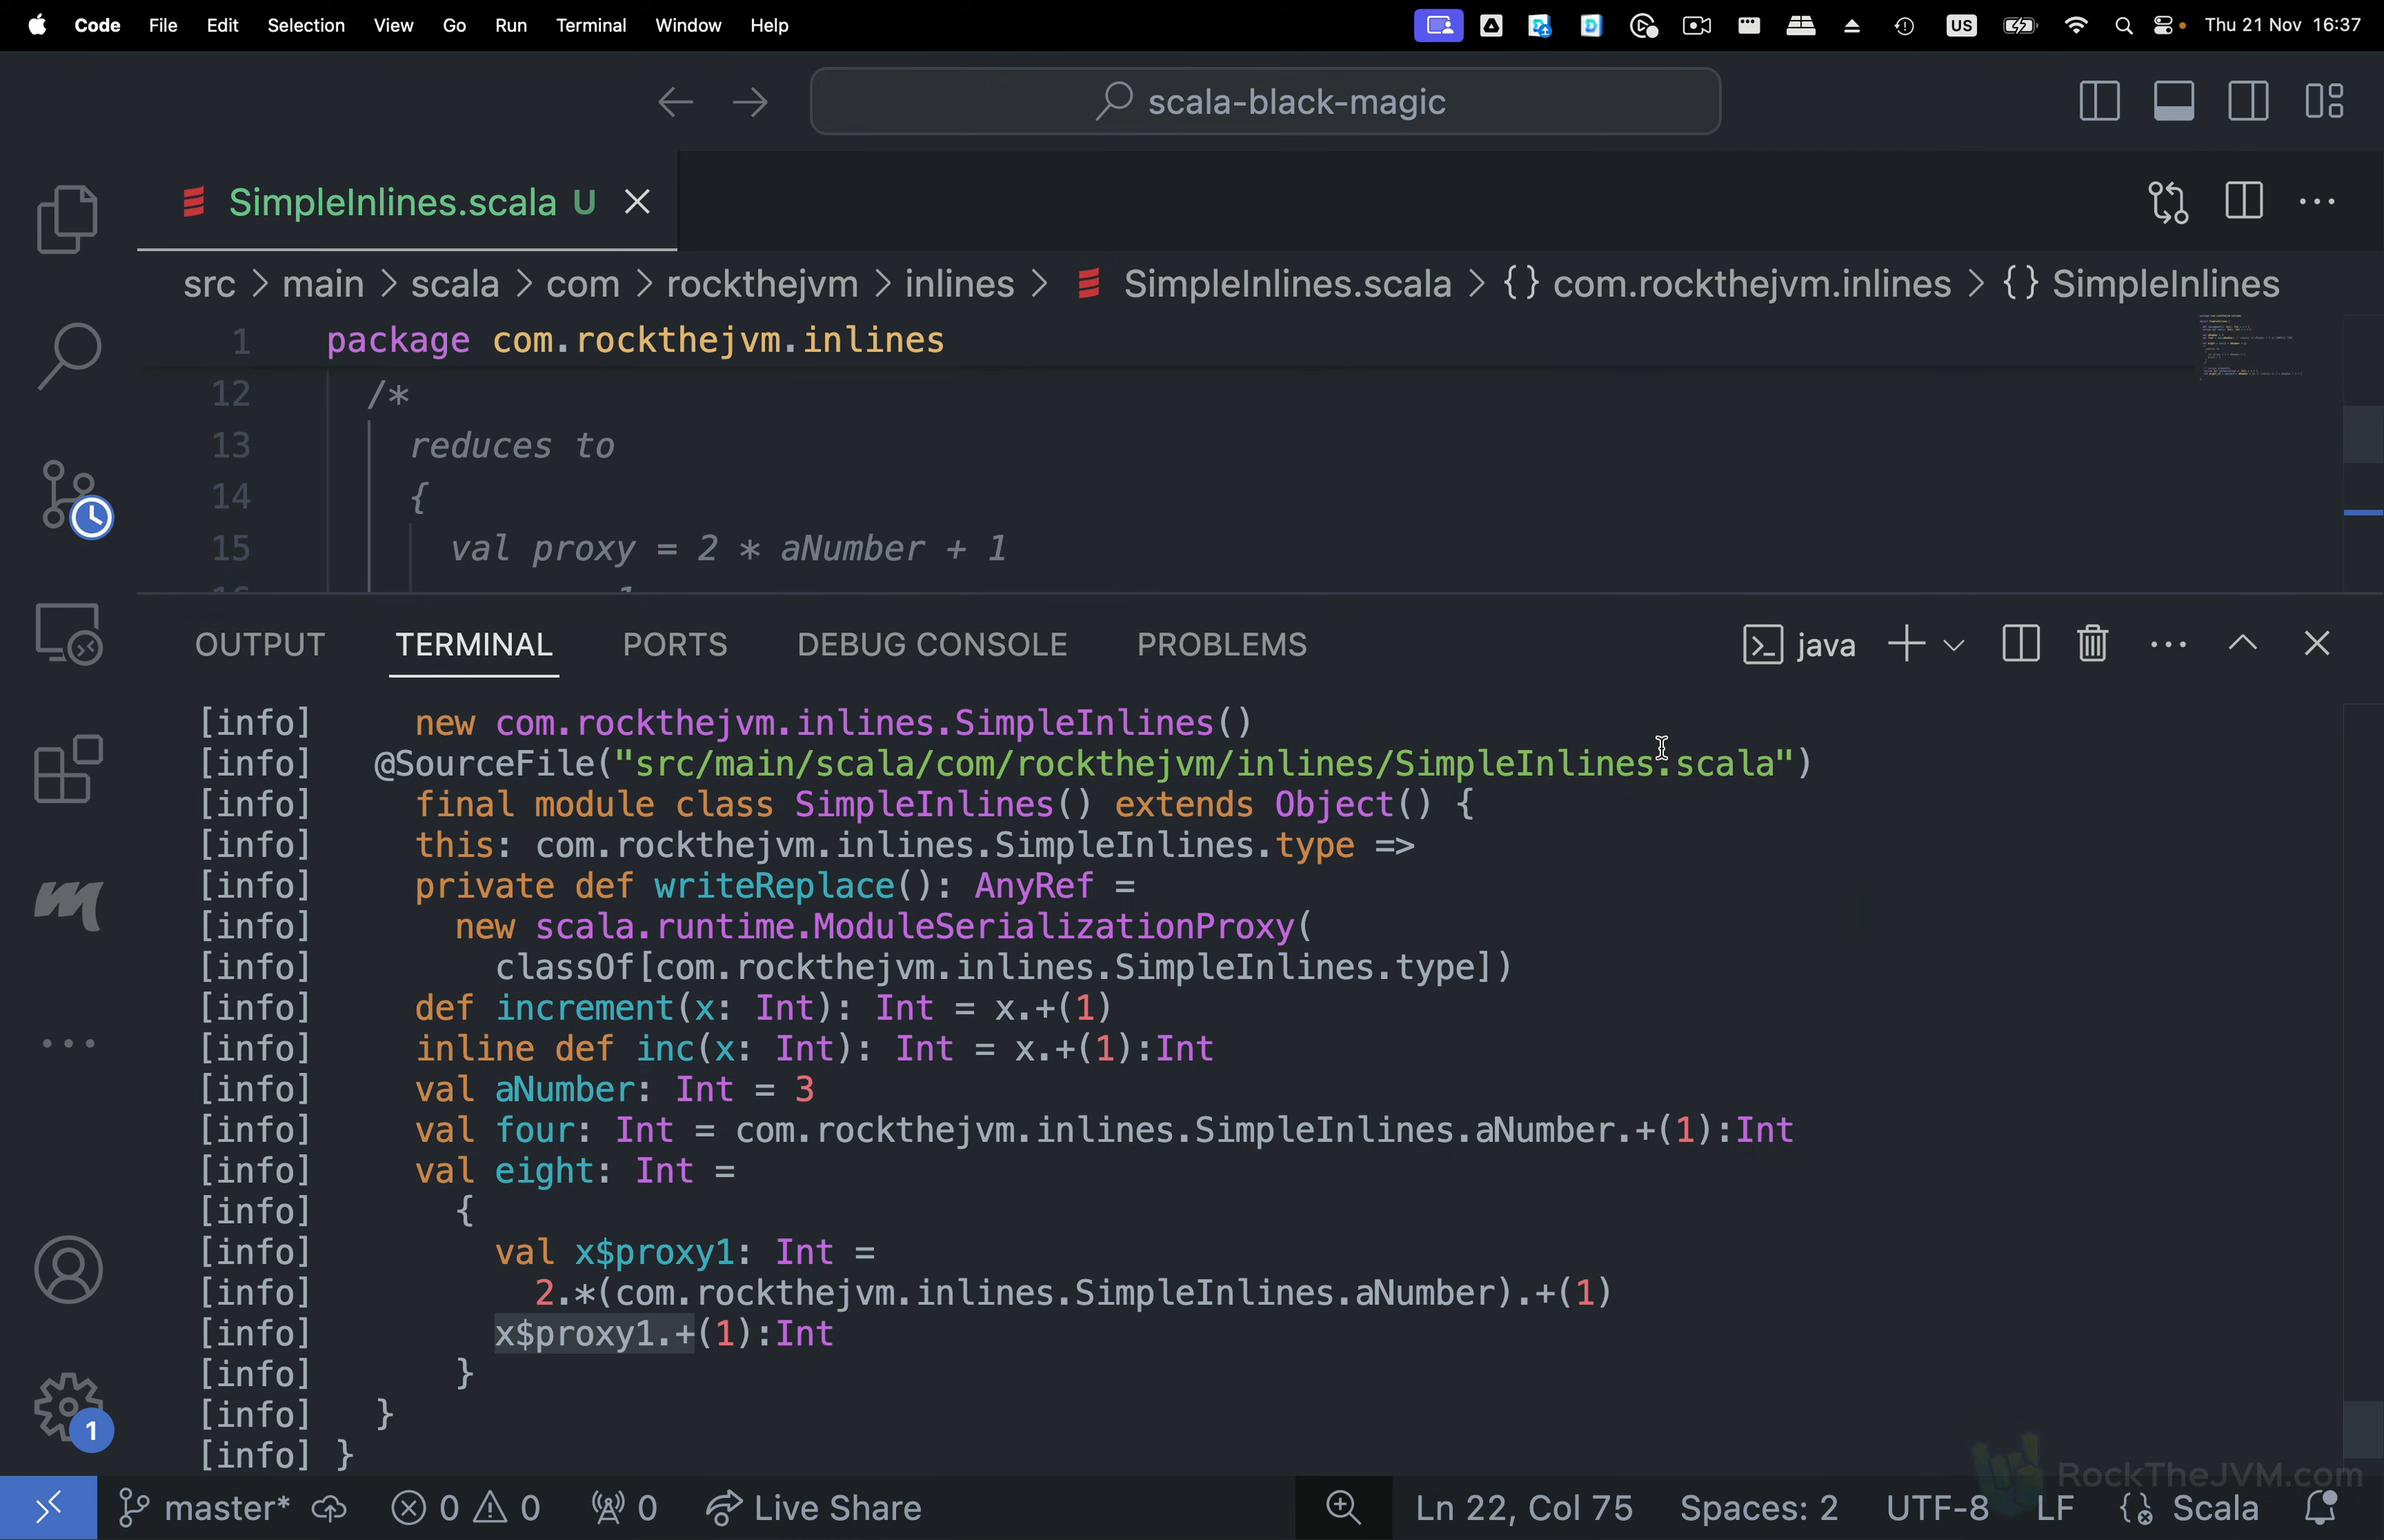 Code File Edit Selection View Go Run Terminal Window Help US Thu 21 Nov 16:37
scala-black-magic
SimpleInlines.scala U
src > main > scala > com > rockthejvm > inlines > SimpleInlines.scala > {} com.rockthejvm.inlines > {} SimpleInlines
1 package com.rockthejvm.inlines
12 /*
13 reduces to
14 {
15 val proxy = 2 * aNumber + 1
OUTPUT TERMINAL PORTS DEBUG CONSOLE PROBLEMS java
[info] new com.rockthejvm.inlines.SimpleInlines()
[info] @SourceFile("src/main/scala/com/rockthejvm/inlines/SimpleInlines.scala")
[info] final module class SimpleInlines() extends Object() {
[info] this: com.rockthejvm.inlines.SimpleInlines.type =>
[info] private def writeReplace(): AnyRef =
[info] new scala.runtime.ModuleSerializationProxy(
[info] classOf[com.rockthejvm.inlines.SimpleInlines.type])
[info] def increment(x: Int): Int = x.+(1)
[info] inline def inc(x: Int): Int = x.+(1):Int
[info] val aNumber: Int = 3
[info] val four: Int = com.rockthejvm.inlines.SimpleInlines.aNumber.+(1):Int
[info] val eight: Int =
[info] {
[info] val x$proxy1: Int =
[info] 2.*(com.rockthejvm.inlines.SimpleInlines.aNumber).+(1)
[info] x$proxy1.+(1):Int
[info] }
[info] }
[info] }
1
RockTheJVM.com
master* 0 0 0 Live Share Ln 22, Col 75 Spaces: 2 UTF-8 LF Scala